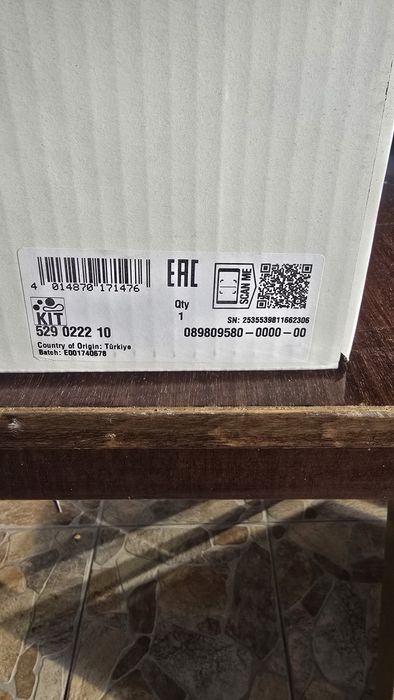 4 014870 171476
EAC
SCAN ME
KIT
Qty
1
SN: 2535539811662306
529 0222 10
089809580-0000-00
Country of Origin: Türkiye
Batch: E001740678